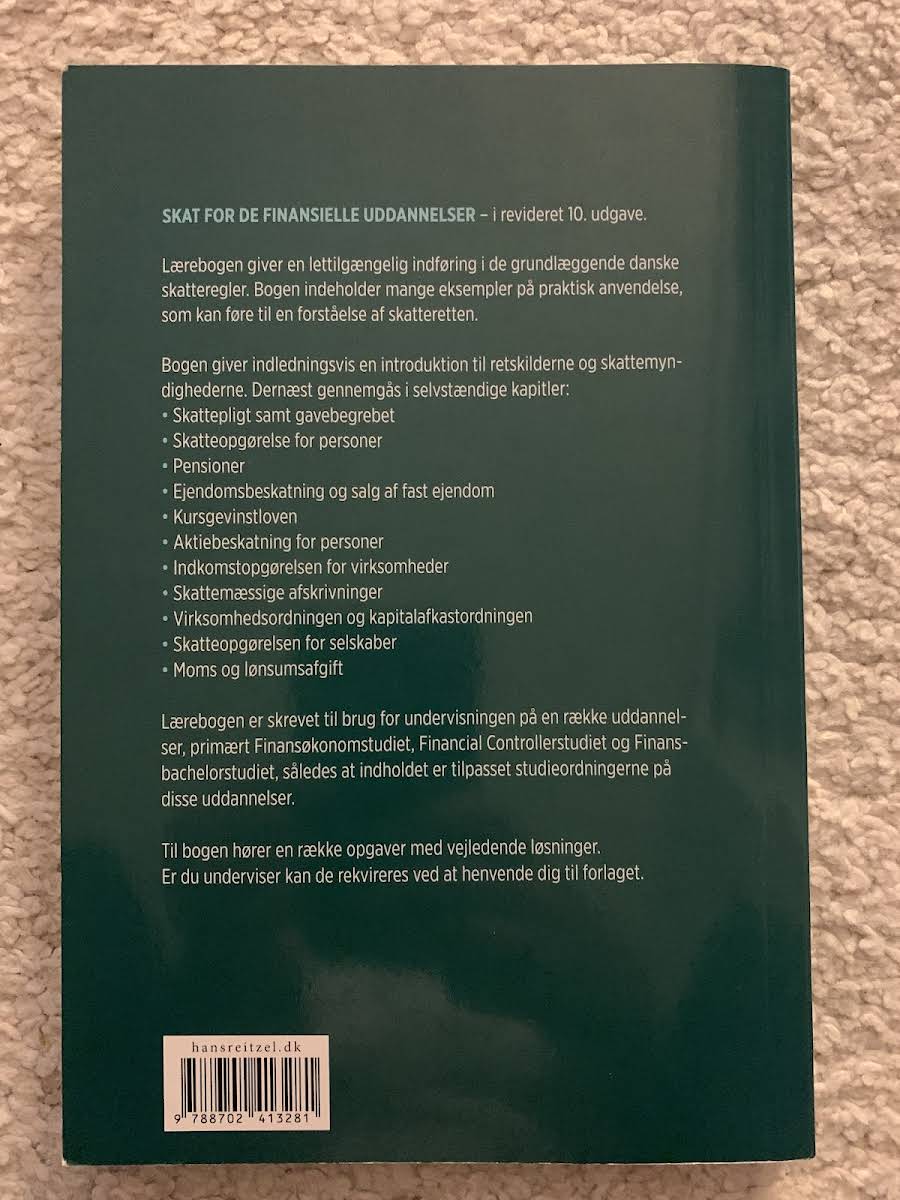 SKAT FOR DE FINANSIELLE UDDANNELSER – i revideret 10. udgave.
Lærebogen giver en lettilgængelig indføring i de grundlæggende danske
skatteregler. Bogen indeholder mange eksempler på praktisk anvendelse,
som kan føre til en forståelse af skatteretten.
Bogen giver indledningsvis en introduktion til retskilderne og skattemyn-
dighederne. Dernæst gennemgås i selvstændige kapitler:
• Skattepligt samt gavebegrebet
• Skatteopgørelse for personer
• Pensioner
• Ejendomsbeskatning og salg af fast ejendom
• Kursgevinstloven
• Aktiebeskatning for personer
• Indkomstopgørelsen for virksomheder
• Skattemæssige afskrivninger
• Virksomhedsordningen og kapitalafkastordningen
• Skatteopgørelsen for selskaber
• Moms og lønsumsafgift
Lærebogen er skrevet til brug for undervisningen på en række uddannel-
ser, primært Finansøkonomstudiet, Financial Controllerstudiet og Finans-
bachelorstudiet, således at indholdet er tilpasset studieordningerne på
disse uddannelser.
Til bogen hører en række opgaver med vejledende løsninger.
Er du underviser kan de rekvireres ved at henvende dig til forlaget.
hansreitzel.dk
9 788702 413281